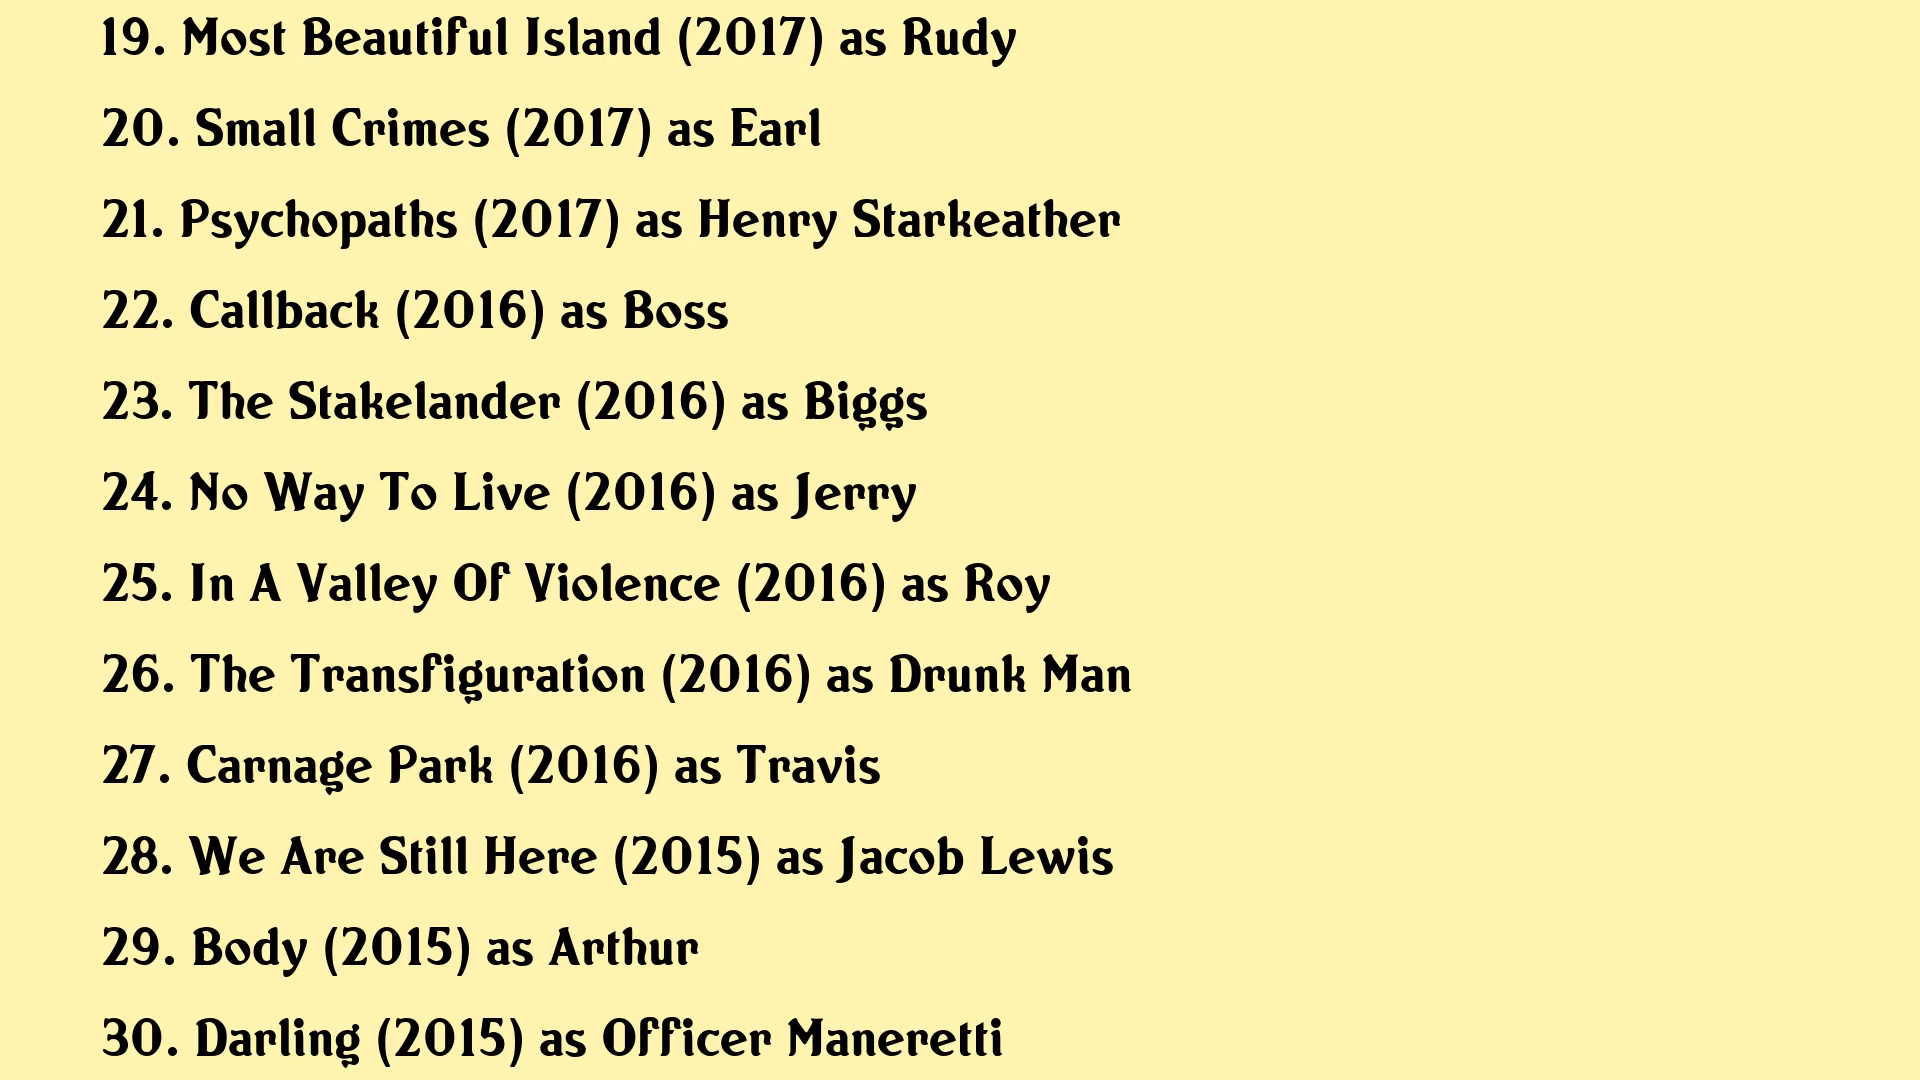 19. Most Beautiful Island (2017) as Rudy
20. Small Crimes (2017) as Earl
21. Psychopaths (2017) as Henry Starkeather
22. Callback (2016) as Boss
23. The Stakelander (2016) as Biggs
24. No Way To Live (2016) as Jerry
25. In A Valley Of Violence (2016) as Roy
26. The Transfiguration (2016) as Drunk Man
27. Carnage Park (2016) as Travis
28. We Are Still Here (2015) as Jacob Lewis
29. Body (2015) as Arthur
30. Darling (2015) as Officer Maneretti